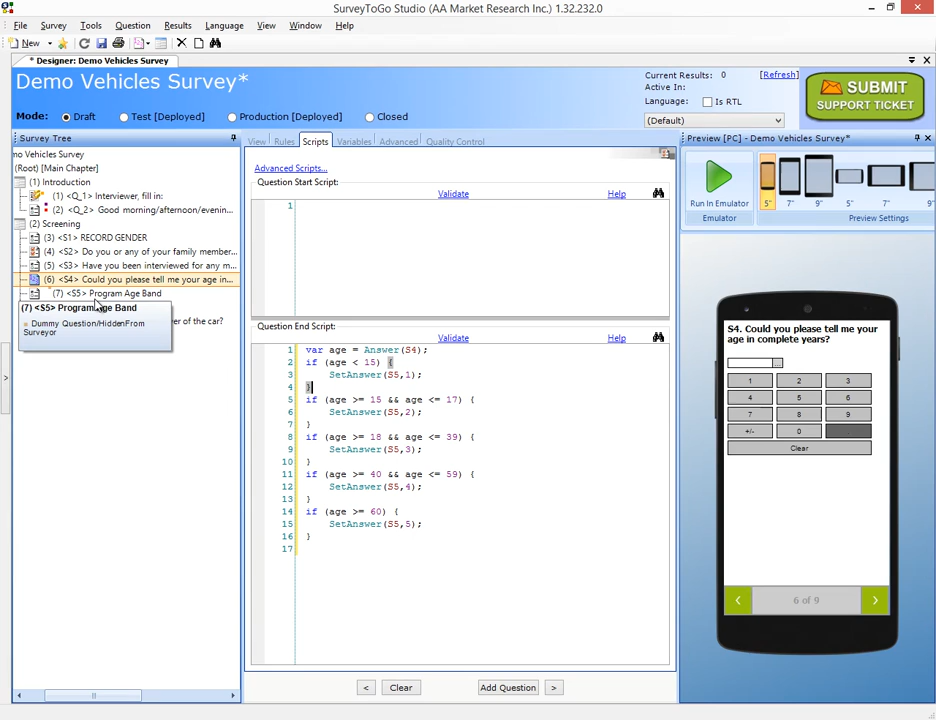 SurveyToGo Studio (AA Market Research Inc.) 1.32.232.0
File Survey Tools Question Results Language View Window Help
New
* Designer: Demo Vehicles Survey
Demo Vehicles Survey*
Current Results: 0 [Refresh]
Active In:
Language: Is RTL
(Default)
SUBMIT
SUPPORT TICKET
Mode: Draft Test [Deployed] Production [Deployed] Closed
Survey Tree
View Rules Scripts Variables Advanced Quality Control
Preview [PC] - Demo Vehicles Survey*
mo Vehicles Survey
(Root) [Main Chapter]
(1) Introduction
(1) <Q_1> Interviewer, fill in:
(2) <Q_2> Good morning/afternoon/evenin...
(2) Screening
(3) <S1> RECORD GENDER
(4) <S2> Do you or any of your family member...
(5) <S3> Have you been interviewed for any m...
(6) <S4> Could you please tell me your age in...
(7) <S5> Program Age Band
(7) <S5> Program Age Band
Dummy Question/HiddenFrom
Surveyor
ver of the car?
Advanced Scripts...
Question Start Script:
Validate Help
1
Question End Script:
Validate Help
1 var age = Answer(S4);
2 if (age < 15) {
3 SetAnswer(S5,1);
4 }
5 if (age >= 15 && age <= 17) {
6 SetAnswer(S5,2);
7 }
8 if (age >= 18 && age <= 39) {
9 SetAnswer(S5,3);
10 }
11 if (age >= 40 && age <= 59) {
12 SetAnswer(S5,4);
13 }
14 if (age >= 60) {
15 SetAnswer(S5,5);
16 }
17
< Clear Add Question >
Run In Emulator
Emulator
5" 7" 9" 5" 7" 9"
Preview Settings
S4. Could you please tell me your
age in complete years?
...
1 2 3
4 5 6
7 8 9
+/- 0 .
Clear
< 6 of 9 >